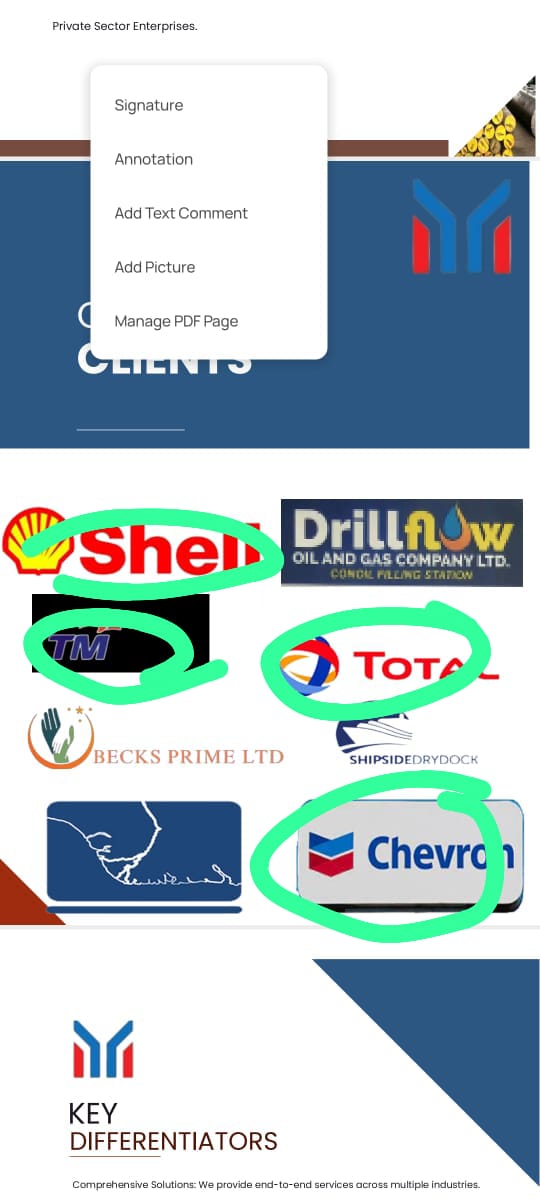 Private Sector Enterprises.
Signature
Annotation
Add Text Comment
Add Picture
Manage PDF Page
CLIENTS
Shell
Drillflow
OIL AND GAS COMPANY LTD.
CONOIL FILLING STATION
TM
TOTAL
BECKS PRIME LTD
SHIPSIDEDRYDOCK
Chevron
KEY
DIFFERENTIATORS
Comprehensive Solutions: We provide end-to-end services across multiple industries.